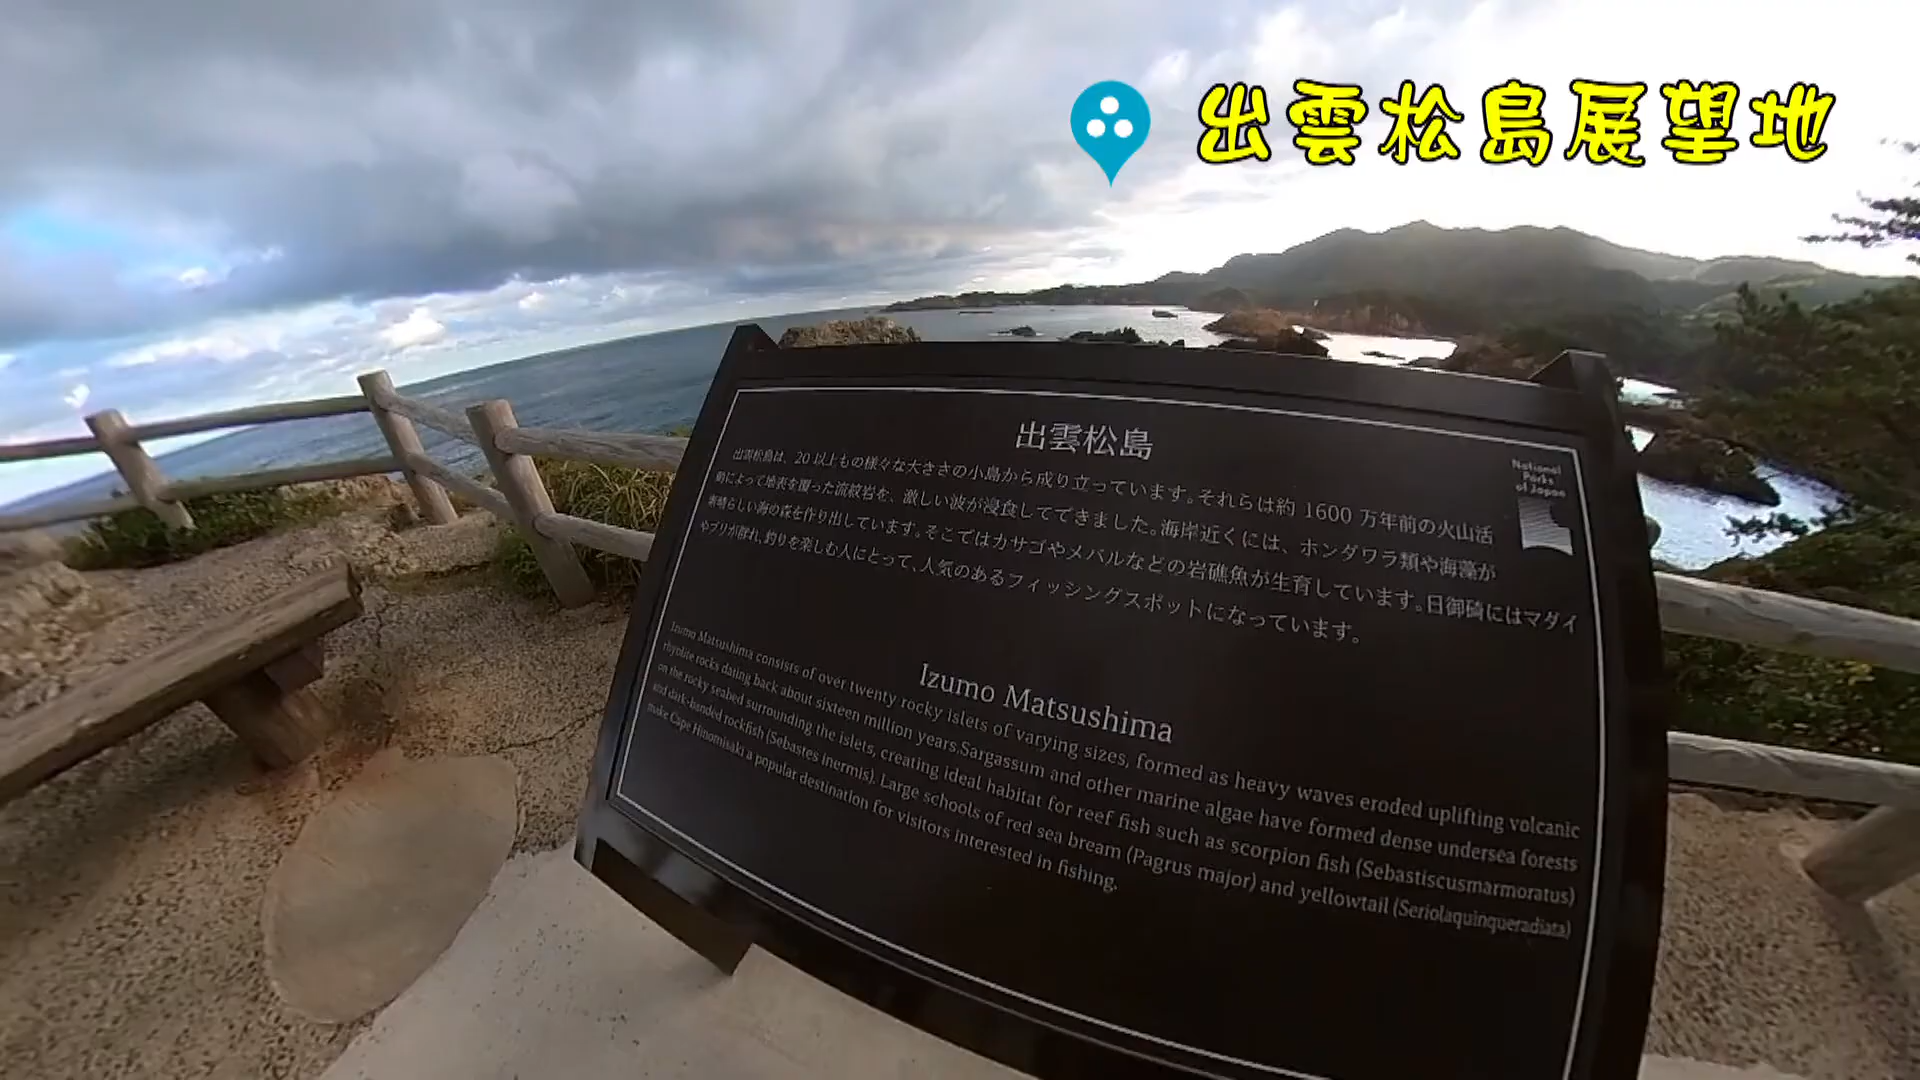 出雲松島展望地
出雲松島
National
Parks
of Japan
出雲松島は、20以上もの様々な大きさの小島から成り立っています。それらは約 1600 万年前の火山活
動によって地表を覆った流紋岩を、激しい波が浸食してできました。海岸近くには、ホンダワラ類や海藻が
素晴らしい海の森を作り出しています。そこではカサゴやメバルなどの岩礁魚が生育しています。日御碕にはマダイ
やブリが群れ、釣りを楽しむ人にとって、人気のあるフィッシングスポットになっています。
Izumo Matsushima
Izumo Matsushima consists of over twenty rocky islets of varying sizes, formed as heavy waves eroded uplifting volcanic
rhyolite rocks dating back about sixteen million years.Sargassum and other marine algae have formed dense undersea forests
on the rocky seabed surrounding the islets, creating ideal habitat for reef fish such as scorpion fish (Sebastiscusmarmoratus)
and dark-banded rockfish (Sebastes inermis). Large schools of red sea bream (Pagrus major) and yellowtail (Seriolaquinqueradiata)
make Cape Hinomisaki a popular destination for visitors interested in fishing.